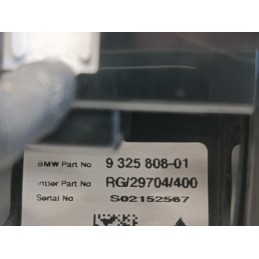 BMW Part No 9 325 808-01
ntier Part No RG/29704/400
Serial No S02152567